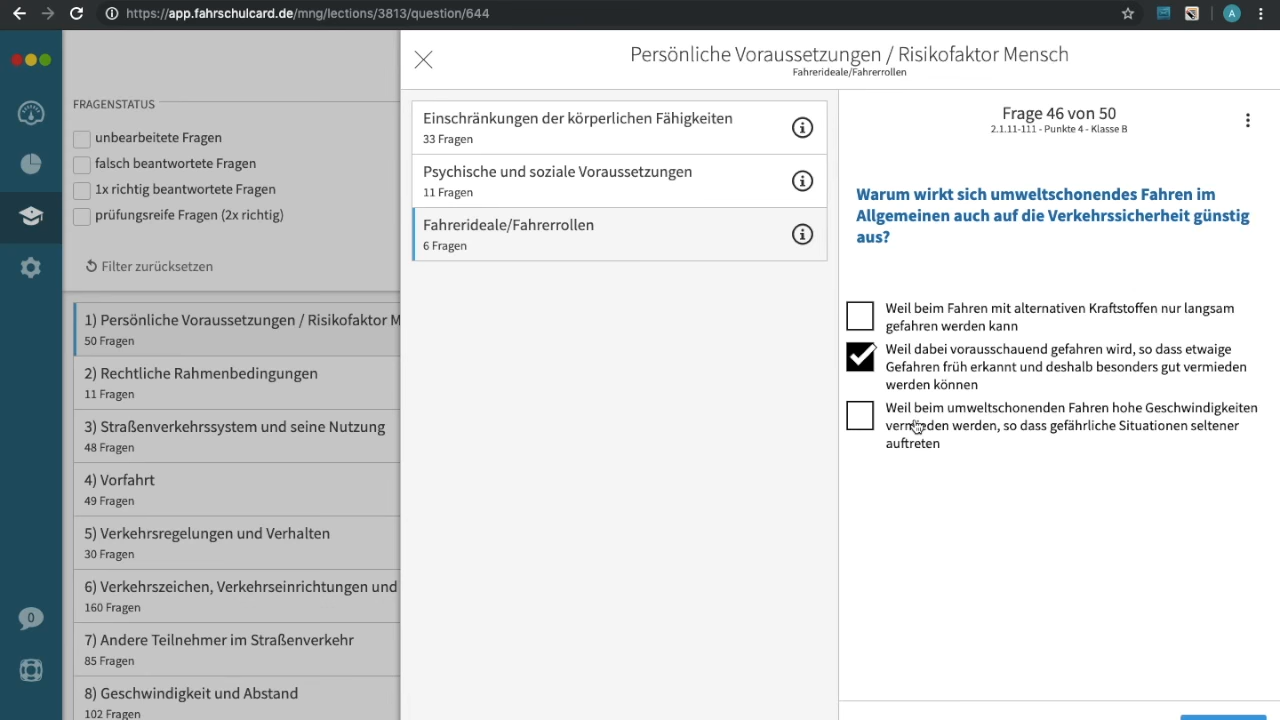 https://app.fahrschulcard.de/mng/lections/3813/question/644
A
FRAGENSTATUS
unbearbeitete Fragen
falsch beantwortete Fragen
1x richtig beantwortete Fragen
prüfungsreife Fragen (2x richtig)
Filter zurücksetzen
1) Persönliche Voraussetzungen / Risikofaktor M
50 Fragen
2) Rechtliche Rahmenbedingungen
11 Fragen
3) Straßenverkehrssystem und seine Nutzung
48 Fragen
4) Vorfahrt
49 Fragen
5) Verkehrsregelungen und Verhalten
30 Fragen
6) Verkehrszeichen, Verkehrseinrichtungen und
160 Fragen
7) Andere Teilnehmer im Straßenverkehr
85 Fragen
8) Geschwindigkeit und Abstand
102 Fragen
0
Persönliche Voraussetzungen / Risikofaktor Mensch
Fahrerideale/Fahrerrollen
Einschränkungen der körperlichen Fähigkeiten
33 Fragen
Psychische und soziale Voraussetzungen
11 Fragen
Fahrerideale/Fahrerrollen
6 Fragen
Frage 46 von 50
2.1.11-111 - Punkte 4 - Klasse B
Warum wirkt sich umweltschonendes Fahren im
Allgemeinen auch auf die Verkehrssicherheit günstig
aus?
Weil beim Fahren mit alternativen Kraftstoffen nur langsam
gefahren werden kann
Weil dabei vorausschauend gefahren wird, so dass etwaige
Gefahren früh erkannt und deshalb besonders gut vermieden
werden können
Weil beim umweltschonenden Fahren hohe Geschwindigkeiten
vermieden werden, so dass gefährliche Situationen seltener
auftreten